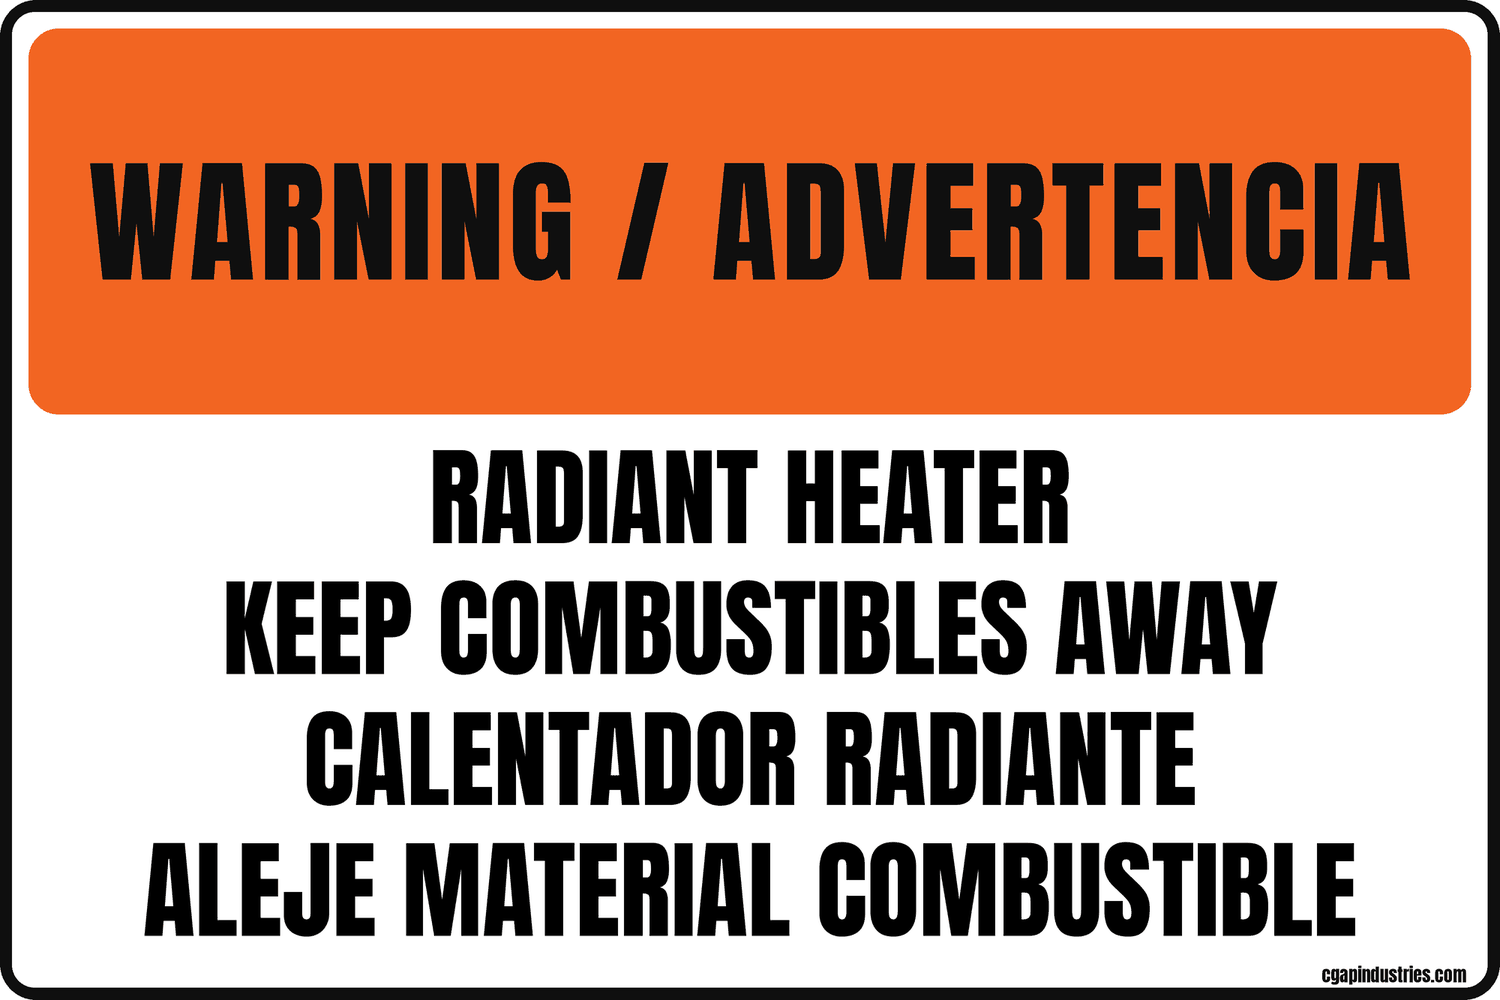 WARNING / ADVERTENCIA
RADIANT HEATER
KEEP COMBUSTIBLES AWAY
CALENTADOR RADIANTE
ALEJE MATERIAL COMBUSTIBLE
cgapindustries.com